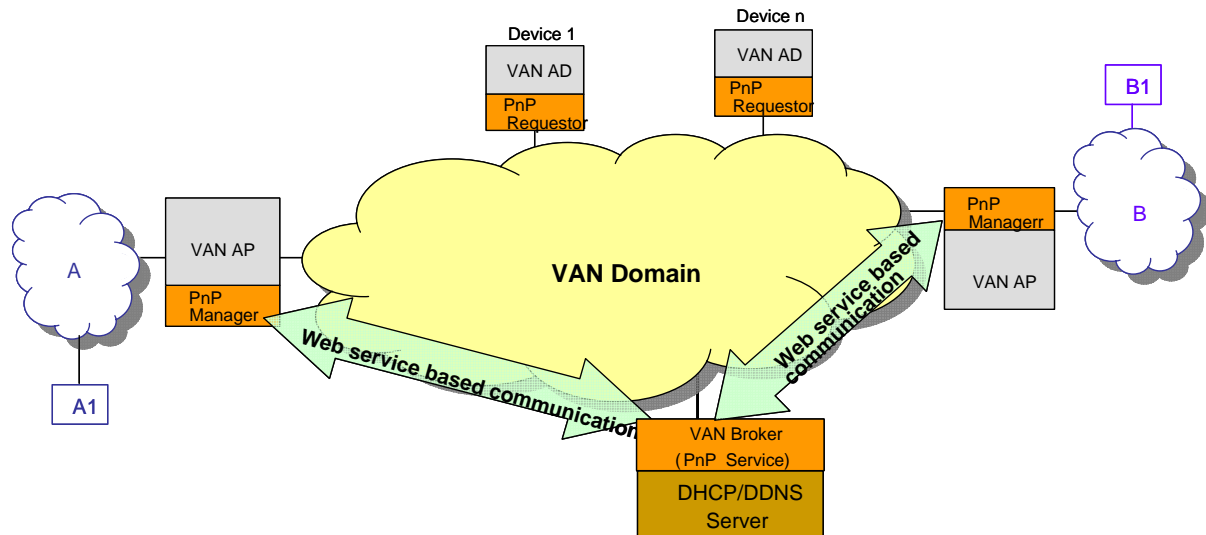 Device 1
VAN AD
PnP
Requestor
Device n
VAN AD
PnP
Requestor
B1
A
VAN AP
PnP
Manager
A1
VAN Domain
PnP
Managerr
VAN AP
B
Web service based communication
Web service based
communication
VAN Broker
(PnP Service)
DHCP/DDNS
Server